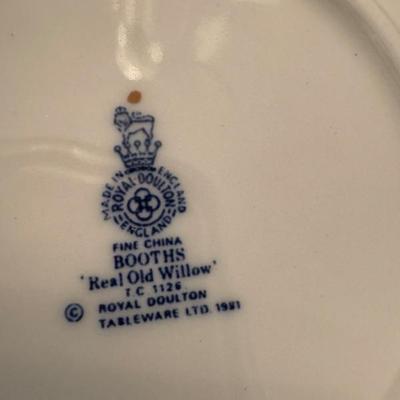 MADE IN ENGLAND
ROYAL DOULTON
ENGLAND
FINE CHINA
BOOTHS
'Real Old Willow'
T C 1126
© ROYAL DOULTON
TABLEWARE LTD. 1981